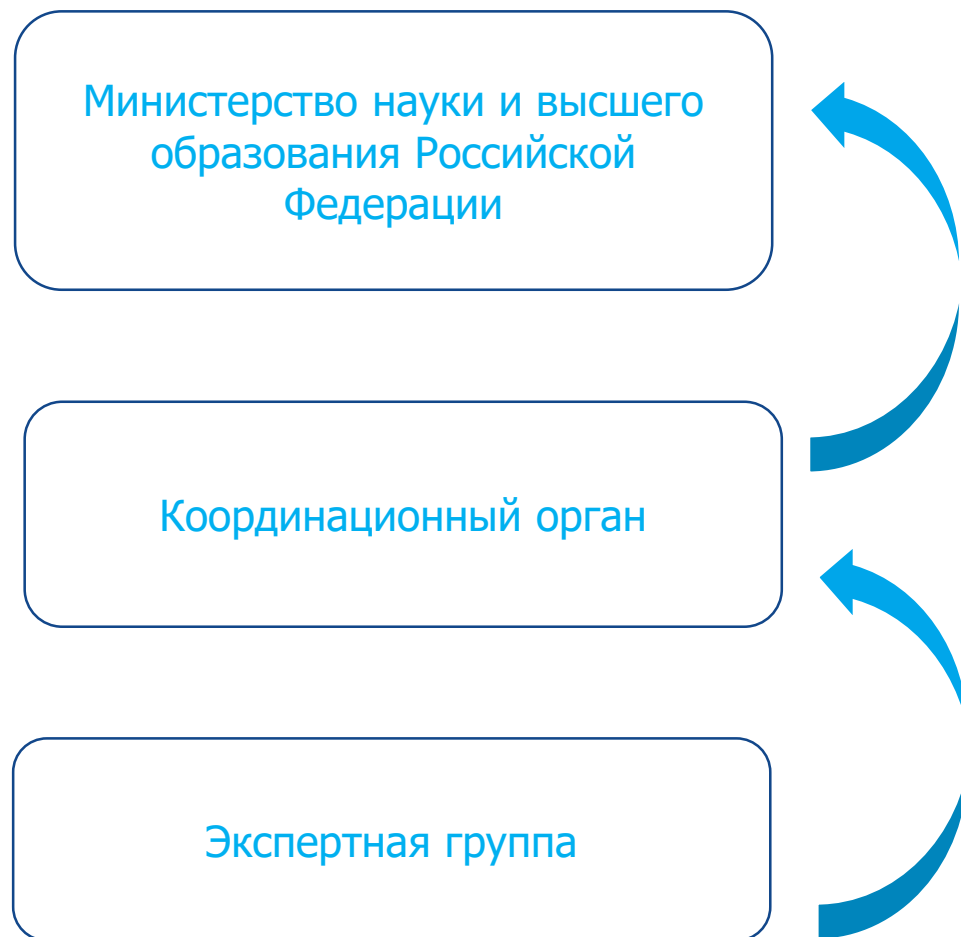 Министерство науки и высшего
образования Российской
Федерации
Координационный орган
Экспертная группа